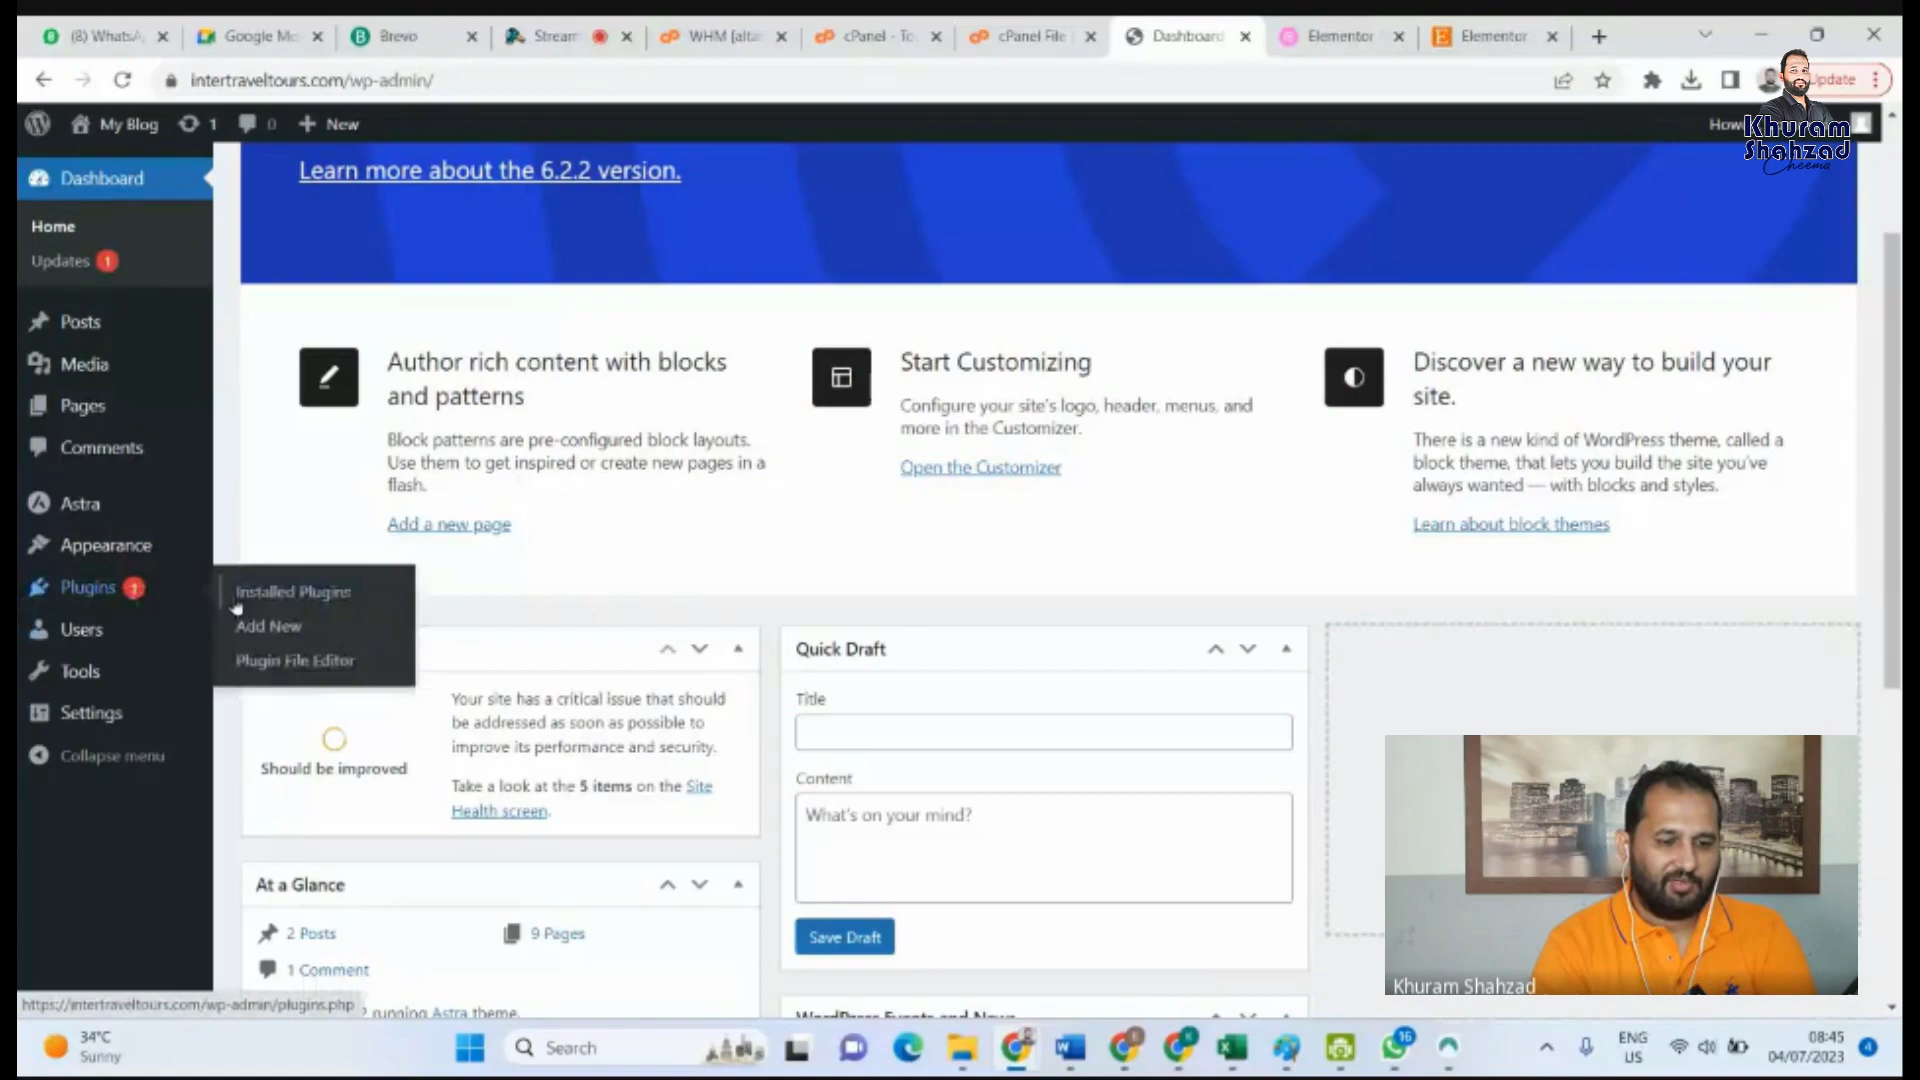 (8) WhatsA
Google Me
Brevo
Stream
WHM [alta
cPanel - To
cPanel File
Dashboard
Elementor
Elementor
intertraveltours.com/wp-admin/
Update
My Blog
1
0
New
How
Khuram
Shahzad
Cheema
Dashboard
Home
Updates 1
Posts
Media
Pages
Comments
Astra
Appearance
Plugins 1
Users
Tools
Settings
Collapse menu
Installed Plugins
Add New
Plugin File Editor
Learn more about the 6.2.2 version.
Author rich content with blocks
and patterns
Block patterns are pre-configured block layouts.
Use them to get inspired or create new pages in a
flash.
Add a new page
Start Customizing
Configure your site's logo, header, menus, and
more in the Customizer.
Open the Customizer
Discover a new way to build your
site.
There is a new kind of WordPress theme, called a
block theme, that lets you build the site you've
always wanted — with blocks and styles.
Learn about block themes
Should be improved
Your site has a critical issue that should
be addressed as soon as possible to
improve its performance and security.
Take a look at the 5 items on the Site
Health screen.
At a Glance
2 Posts
9 Pages
1 Comment
running Astra theme.
Quick Draft
Title
Content
What's on your mind?
Save Draft
WordPress Events and News
Khuram Shahzad
https://intertraveltours.com/wp-admin/plugins.php
34°C
Sunny
Search
16
ENG
US
08:45
04/07/2023
4